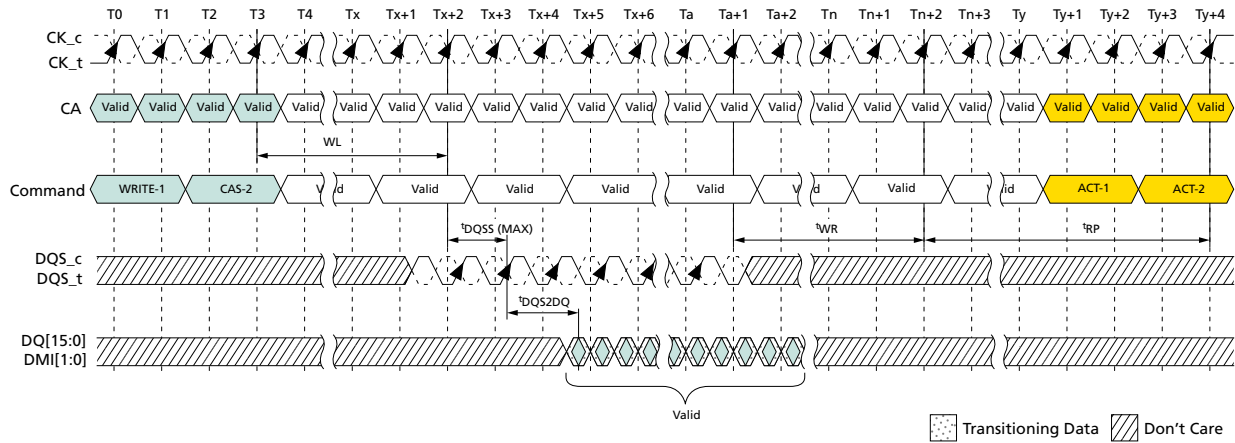 T0 T1 T2 T3 T4 Tx Tx+1 Tx+2 Tx+3 Tx+4 Tx+5 Tx+6 Ta Ta+1 Ta+2 Tn Tn+1 Tn+2 Tn+3 Ty Ty+1 Ty+2 Ty+3 Ty+4
CK_c
CK_t
CA Valid Valid Valid Valid Valid Valid Valid Valid Valid Valid Valid Valid Valid Valid Valid Valid Valid Valid Valid Valid Valid Valid Valid Valid
WL
Command WRITE-1 CAS-2 Valid Valid Valid Valid Valid Valid Valid Valid ACT-1 ACT-2
tDQSS (MAX) tWR tRP
DQS_c
DQS_t
tDQS2DQ
DQ[15:0]
DMI[1:0]
Valid
Transitioning Data Don't Care